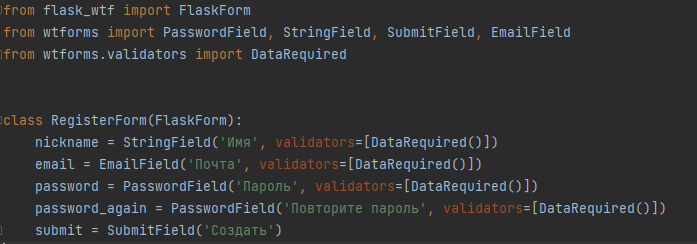 from flask_wtf import FlaskForm
from wtforms import PasswordField, StringField, SubmitField, EmailField
from wtforms.validators import DataRequired
class RegisterForm(FlaskForm):
    nickname = StringField('Имя', validators=[DataRequired()])
    email = EmailField('Почта', validators=[DataRequired()])
    password = PasswordField('Пароль', validators=[DataRequired()])
    password_again = PasswordField('Повторите пароль', validators=[DataRequired()])
    submit = SubmitField('Создать')